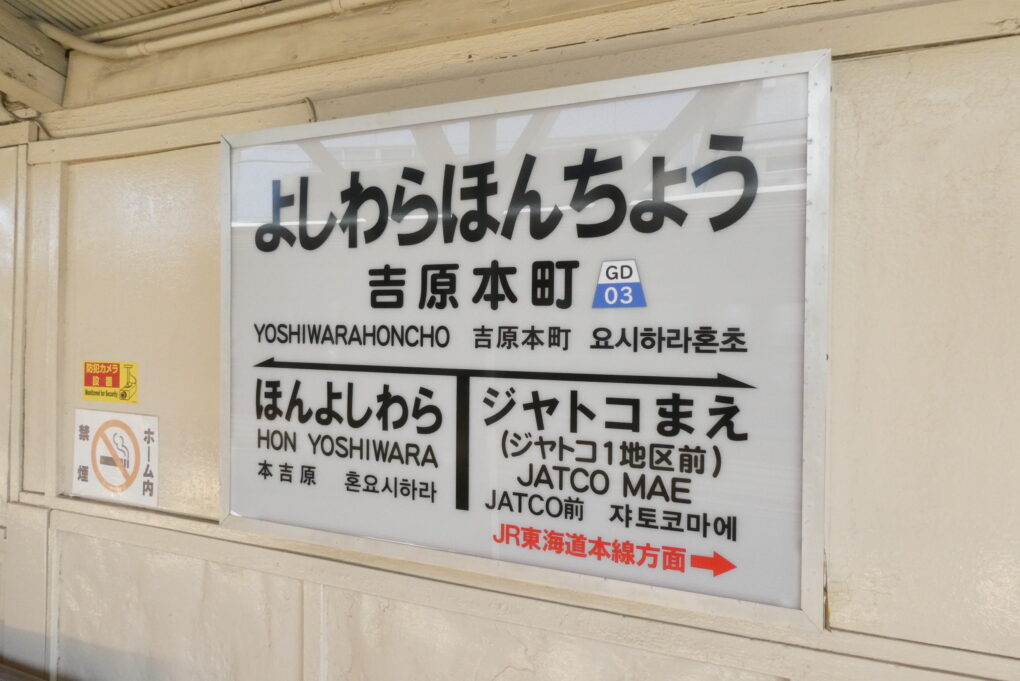 よしわらほんちょう
吉原本町 GD 03
YOSHIWARAHONCHO 吉原本町 요시하라혼초
ほんよしわら
HON YOSHIWARA
本吉原 혼요시하라
ジヤトコまえ
(ジヤトコ1地区前)
JATCO MAE
JATCO前 쟈토코마에
JR東海道本線方面
防犯カメラ
設置
Monitored for Security
ホーム内
禁煙